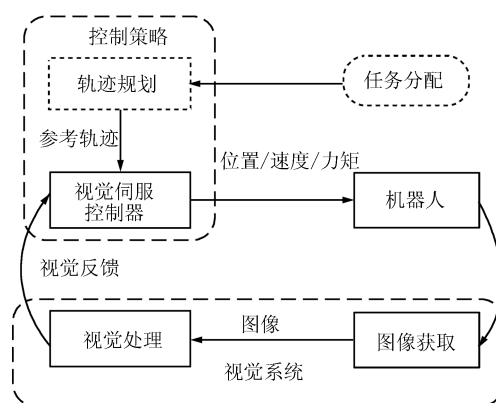 控制策略
轨迹规划
任务分配
参考轨迹
位置/速度/力矩
视觉伺服
控制器
机器人
视觉反馈
图像
视觉处理
图像获取
视觉系统